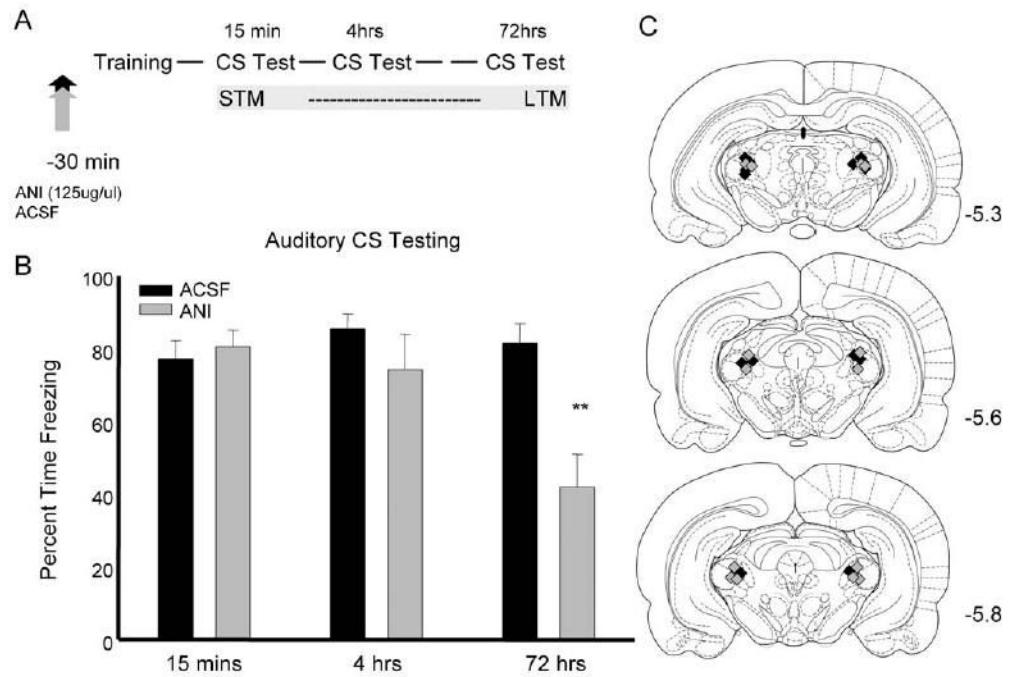 A
15 min 4hrs 72hrs
Training — CS Test — CS Test — — CS Test
STM ------------------------ LTM
-30 min
ANI (125ug/ul)
ACSF
Auditory CS Testing
B
ACSF
ANI
Percent Time Freezing
100
80
60
40
20
0
**
15 mins 4 hrs 72 hrs
C
-5.3
-5.6
-5.8